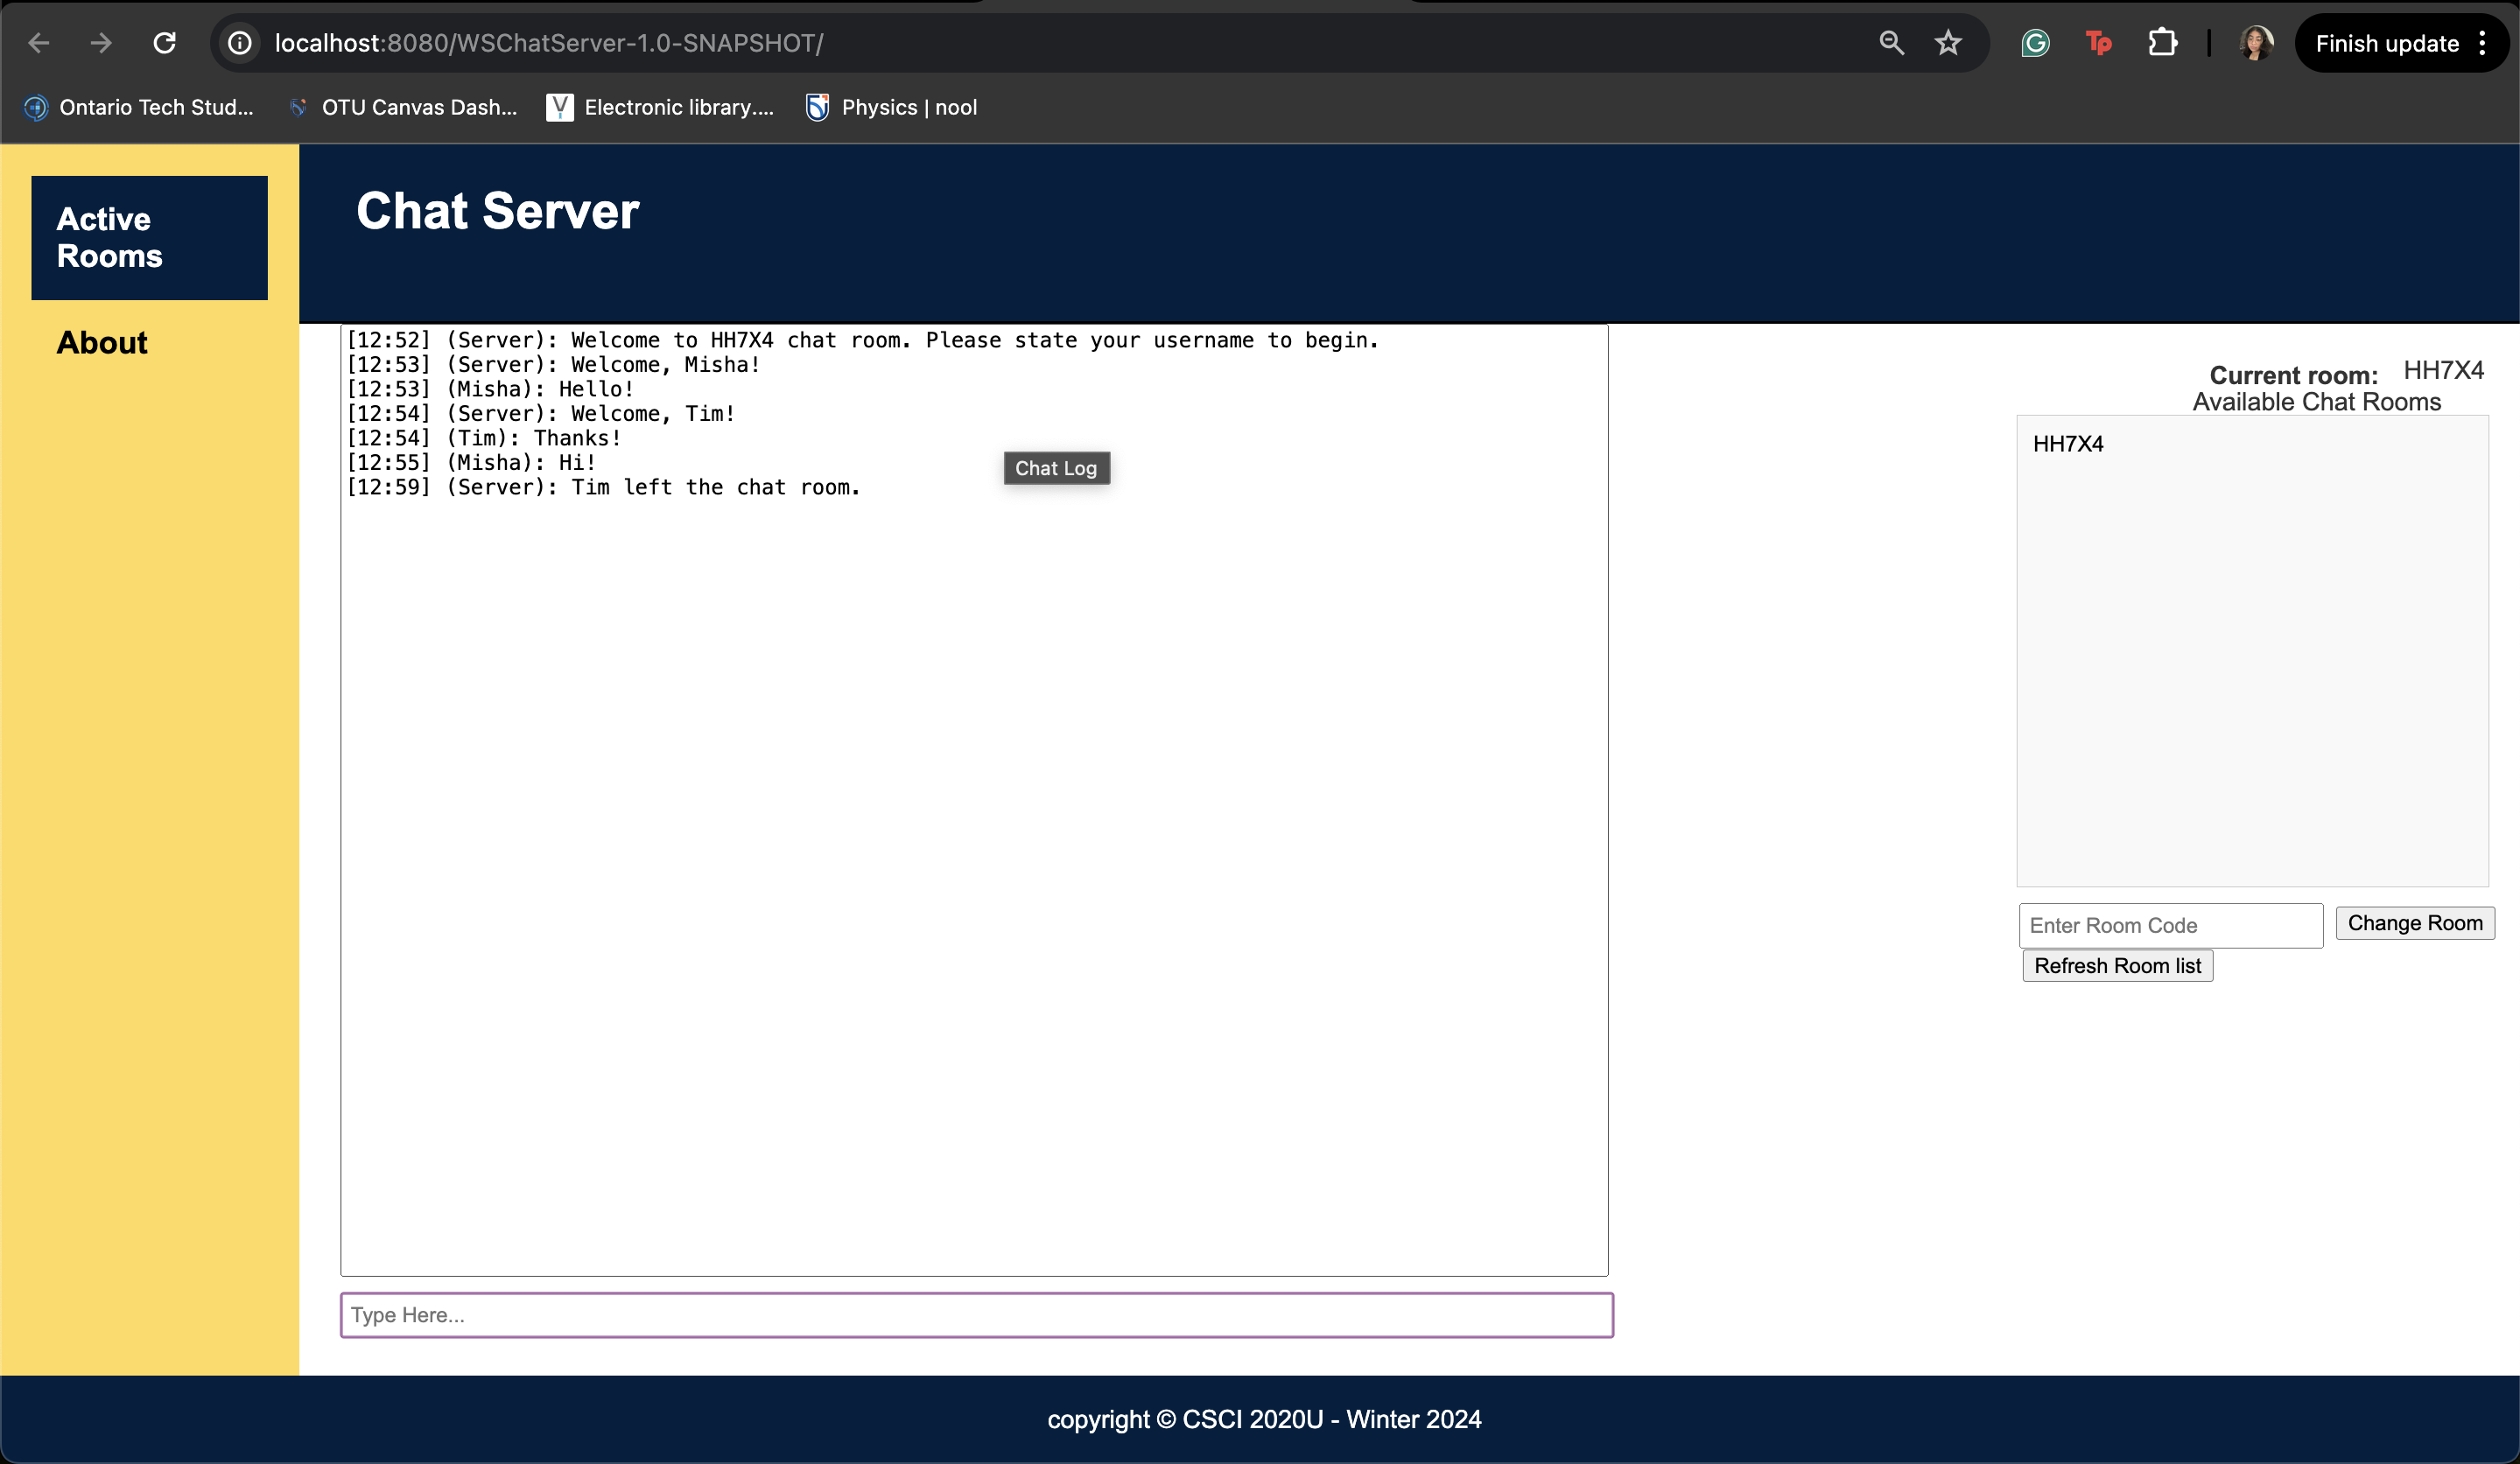 localhost:8080/WSChatServer-1.0-SNAPSHOT/
Tp
Finish update
Ontario Tech Stud...
OTU Canvas Dash...
Electronic library....
Physics | nool
Active
Rooms
About
Chat Server
[12:52] (Server): Welcome to HH7X4 chat room. Please state your username to begin.
[12:53] (Server): Welcome, Misha!
[12:53] (Misha): Hello!
[12:54] (Server): Welcome, Tim!
[12:54] (Tim): Thanks!
[12:55] (Misha): Hi!
[12:59] (Server): Tim left the chat room.
Chat Log
Type Here...
Current room: HH7X4
Available Chat Rooms
HH7X4
Enter Room Code
Change Room
Refresh Room list
copyright © CSCI 2020U - Winter 2024